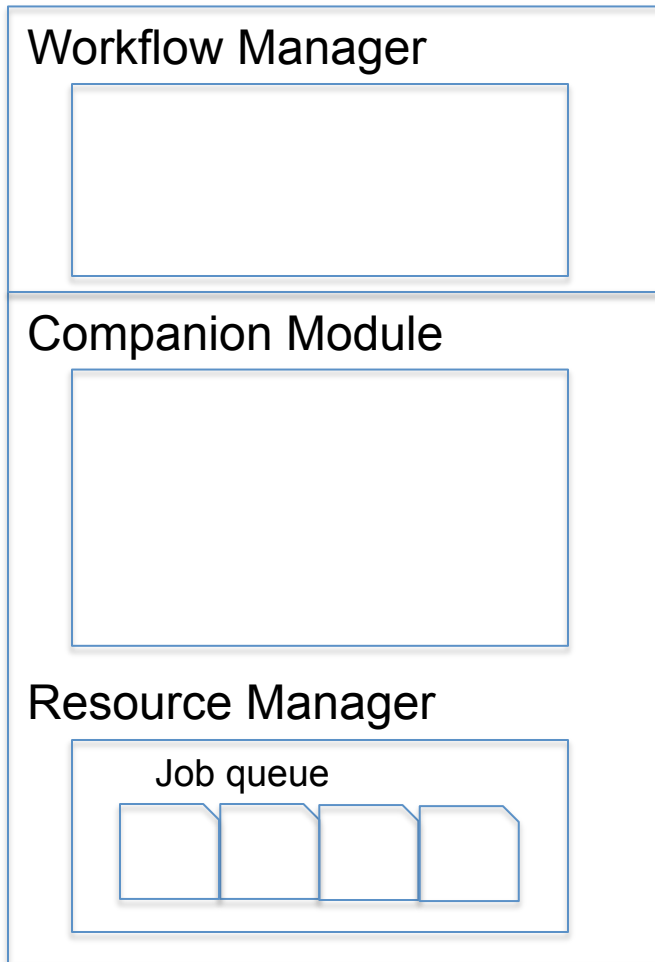 Workflow Manager
Companion Module
Resource Manager
Job queue